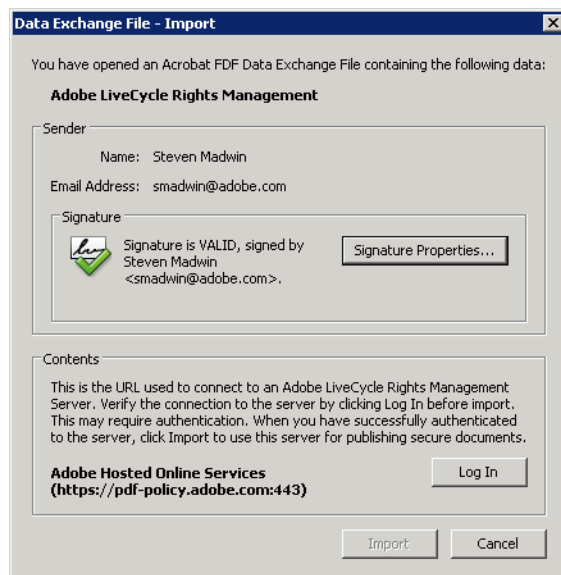 Data Exchange File - Import
You have opened an Acrobat FDF Data Exchange File containing the following data:
Adobe LiveCycle Rights Management
Sender
Name: Steven Madwin
Email Address: smadwin@adobe.com
Signature
Signature is VALID, signed by
Steven Madwin
<smadwin@adobe.com>.
Signature Properties...
Contents
This is the URL used to connect to an Adobe LiveCycle Rights Management
Server. Verify the connection to the server by clicking Log In before import.
This may require authentication. When you have successfully authenticated
to the server, click Import to use this server for publishing secure documents.
Adobe Hosted Online Services
(https://pdf-policy.adobe.com:443)
Log In
Import
Cancel